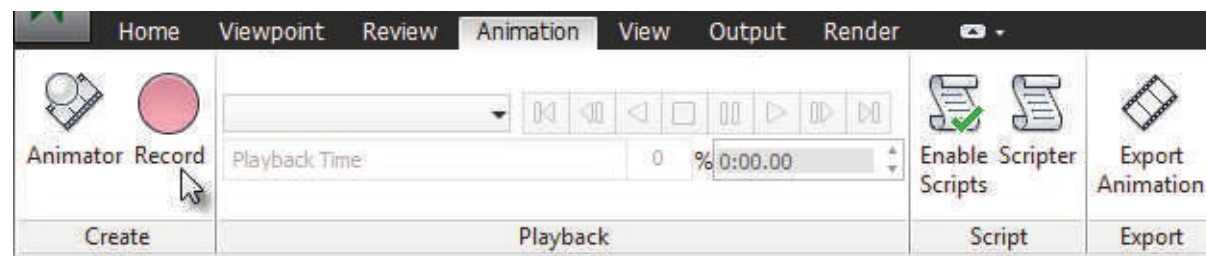 Home Viewpoint Review Animation View Output Render
Animator Record
Playback Time 0 % 0:00.00
Enable Scripts Scripter
Export Animation
Create Playback Script Export